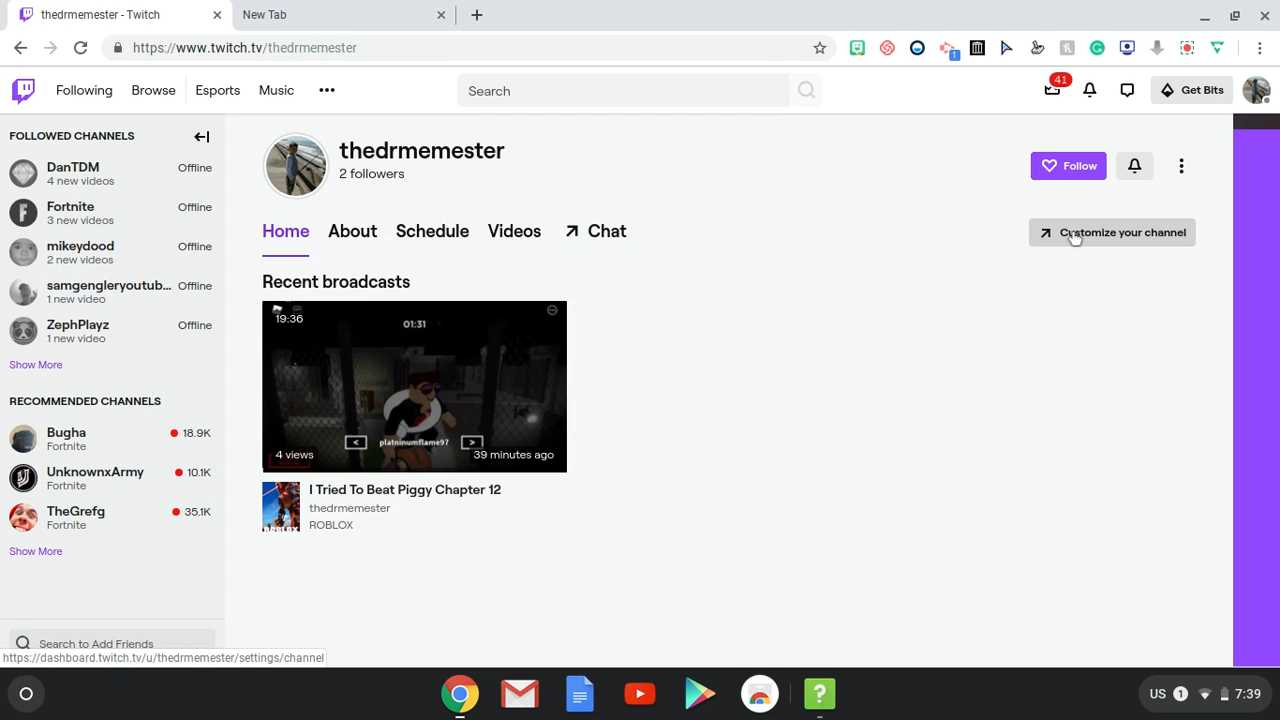 thedrmemester - Twitch
New Tab
https://www.twitch.tv/thedrmemester
1
Following
Browse
Esports
Music
Search
41
Get Bits
FOLLOWED CHANNELS
DanTDM
Offline
4 new videos
Fortnite
Offline
3 new videos
mikeydood
Offline
2 new videos
samgengleryoutub...
Offline
1 new video
ZephPlayz
Offline
1 new video
Show More
RECOMMENDED CHANNELS
Bugha
18.9K
Fortnite
UnknownxArmy
10.1K
Fortnite
TheGrefg
35.1K
Fortnite
Show More
Search to Add Friends
https://dashboard.twitch.tv/u/thedrmemester/settings/channel
thedrmemester
2 followers
Follow
Home
About
Schedule
Videos
Chat
Customize your channel
Recent broadcasts
19:36
01:31
< platninumflame97 >
4 views
39 minutes ago
I Tried To Beat Piggy Chapter 12
thedrmemester
ROBLOX
ROBLOX
US 1 7:39